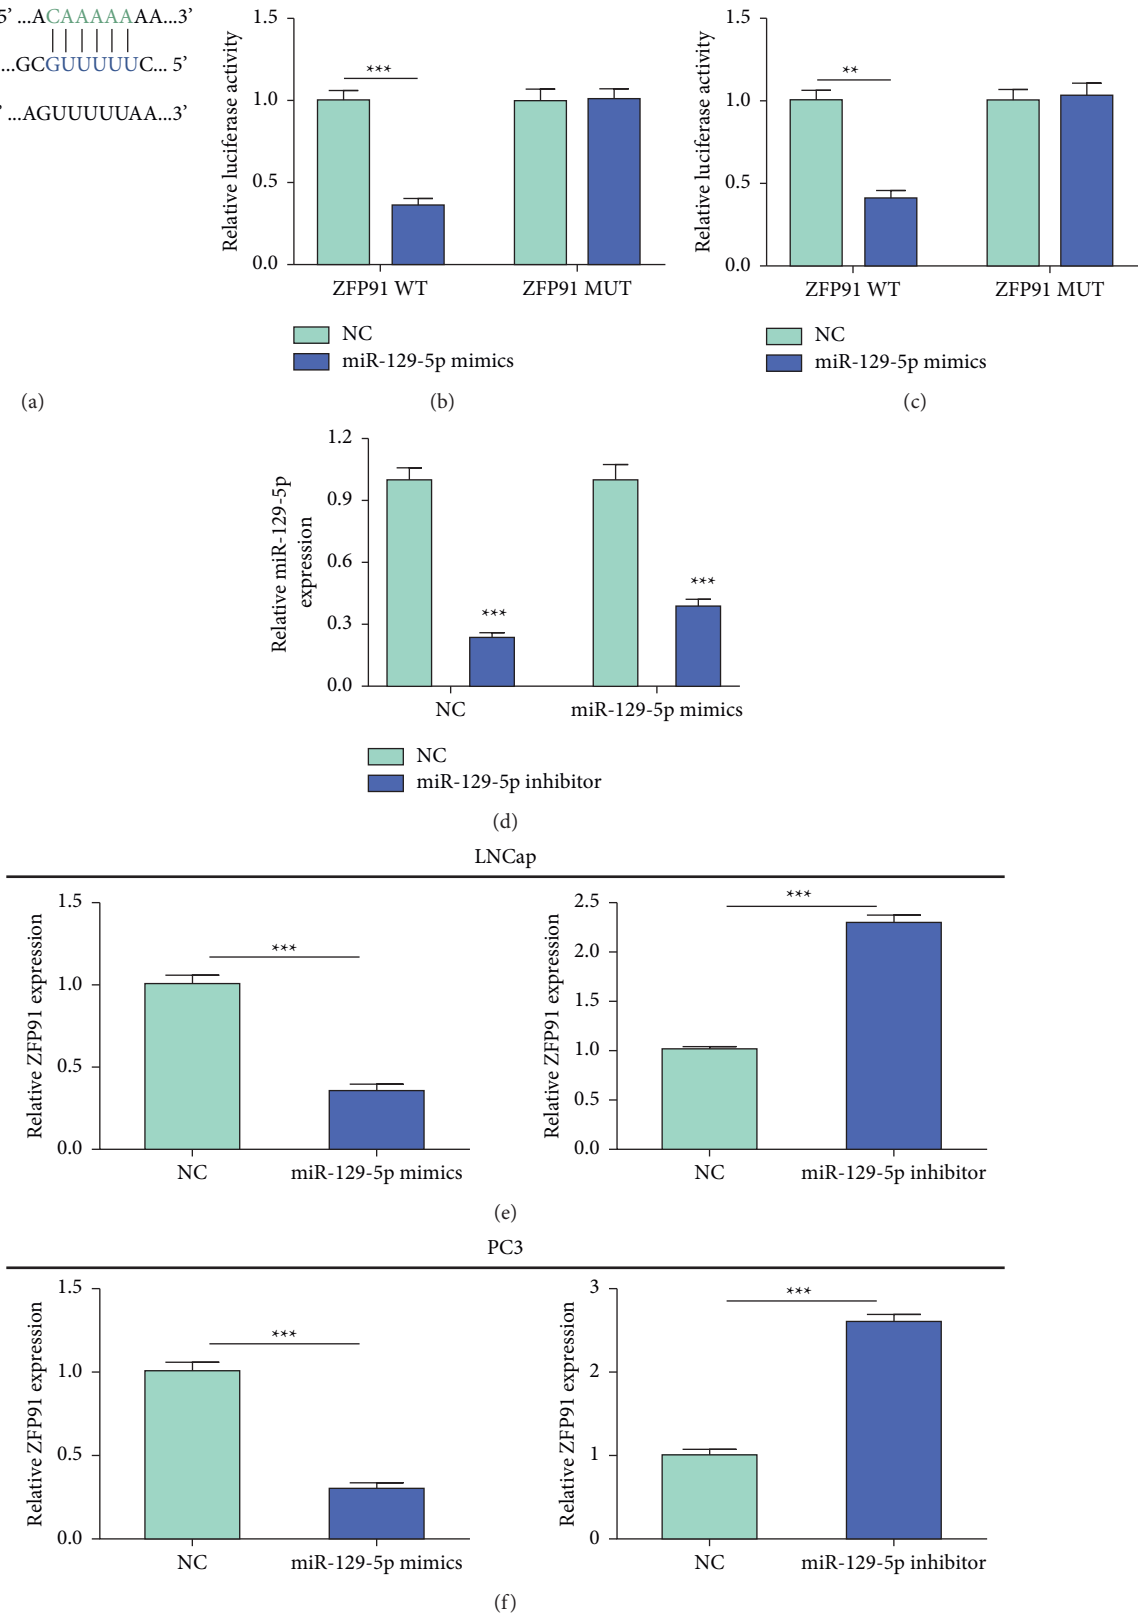 5’ ...ACAAAAAAA...3’
...GCGUUUUUC... 5’
’ ...AGUUUUUAA...3’
(a)
Relative luciferase activity
1.5
1.0
0.5
0.0
***
ZFP91 WT
ZFP91 MUT
NC
miR-129-5p mimics
(b)
Relative luciferase activity
1.5
1.0
0.5
0.0
**
ZFP91 WT
ZFP91 MUT
NC
miR-129-5p mimics
(c)
Relative miR-129-5p
expression
1.2
0.9
0.6
0.3
0.0
***
***
NC
miR-129-5p mimics
NC
miR-129-5p inhibitor
(d)
LNCap
Relative ZFP91 expression
1.5
1.0
0.5
0.0
***
NC
miR-129-5p mimics
Relative ZFP91 expression
2.5
2.0
1.5
1.0
0.5
0.0
***
NC
miR-129-5p inhibitor
(e)
PC3
Relative ZFP91 expression
1.5
1.0
0.5
0.0
***
NC
miR-129-5p mimics
Relative ZFP91 expression
3
2
1
0
***
NC
miR-129-5p inhibitor
(f)